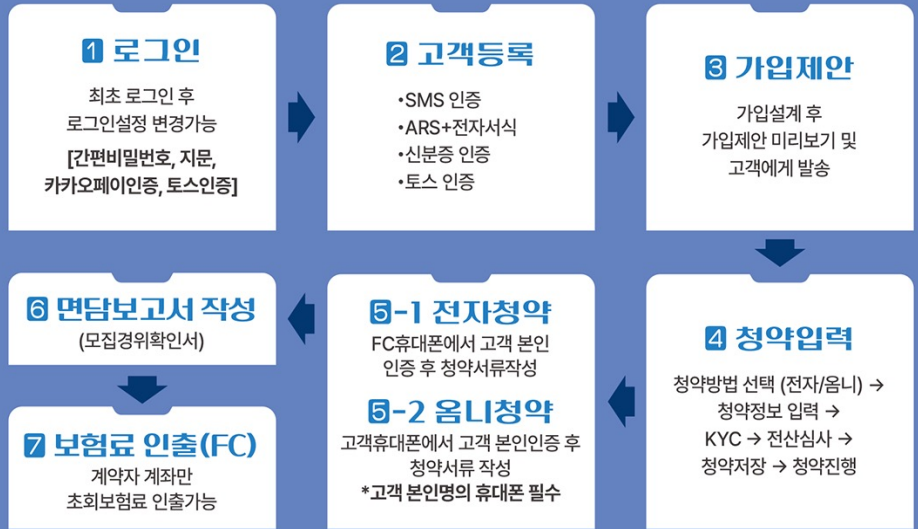 1 로그인
최초 로그인 후
로그인설정 변경가능
[간편비밀번호, 지문,
카카오페이인증, 토스인증]
2 고객등록
•SMS 인증
•ARS+전자서식
•신분증 인증
•토스 인증
3 가입제안
가입설계 후
가입제안 미리보기 및
고객에게 발송
4 청약입력
청약방법 선택 (전자/옴니) →
청약정보 입력 →
KYC → 전산심사 →
청약저장 → 청약진행
5-1 전자청약
FC휴대폰에서 고객 본인
인증 후 청약서류작성
5-2 옴니청약
고객휴대폰에서 고객 본인인증 후
청약서류 작성
*고객 본인명의 휴대폰 필수
6 면담보고서 작성
(모집경위확인서)
7 보험료 인출(FC)
계약자 계좌만
초회보험료 인출가능